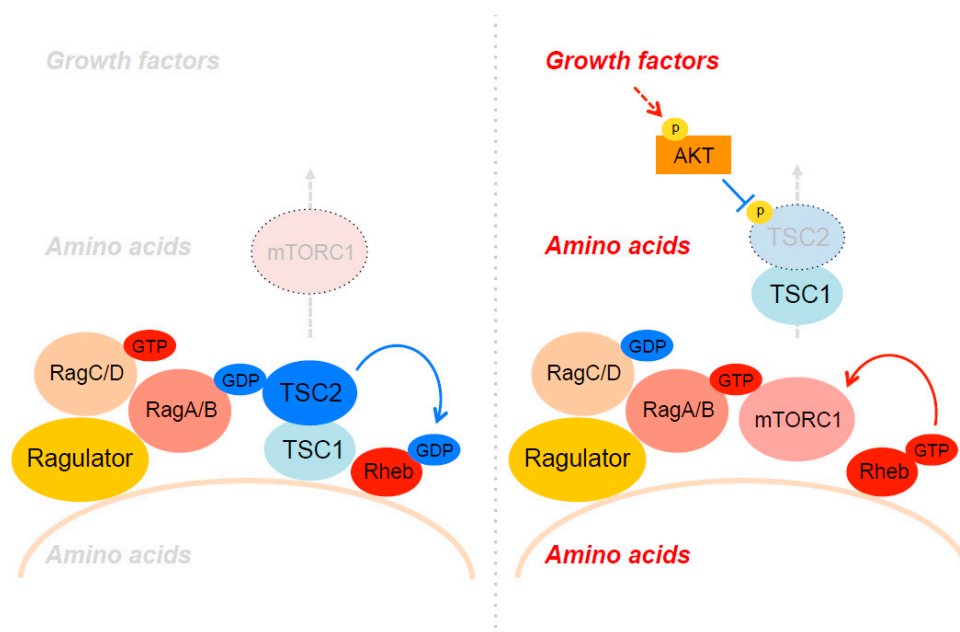 Growth factors
mTORC1
Amino acids
RagC/D
GTP
RagA/B
GDP
TSC2
TSC1
Ragulator
Rheb
GDP
Amino acids
Growth factors
p
AKT
p
TSC2
Amino acids
TSC1
RagC/D
GDP
RagA/B
GTP
mTORC1
Ragulator
Rheb
GTP
Amino acids